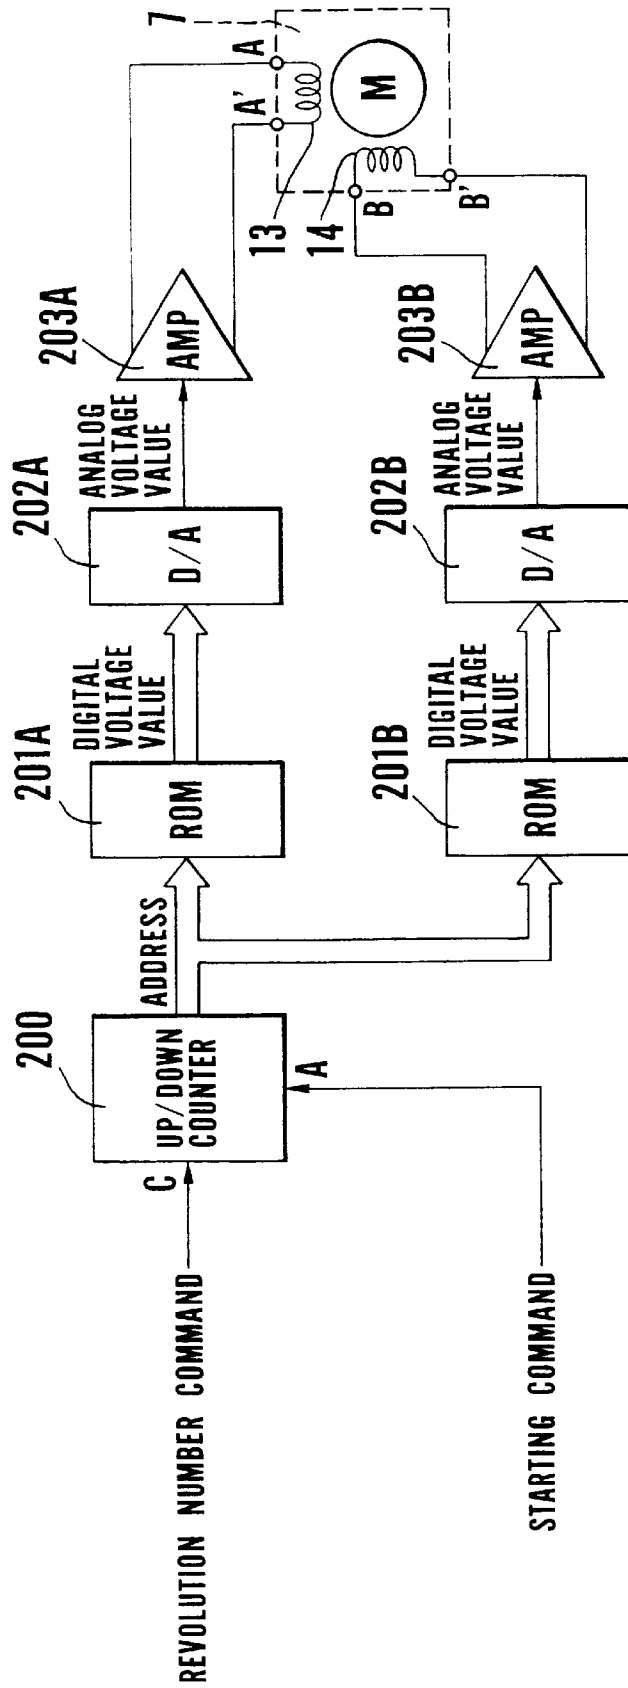 REVOLUTION NUMBER COMMAND
STARTING COMMAND
C
A
200
UP/DOWN
COUNTER
ADDRESS
201A
ROM
DIGITAL
VOLTAGE
VALUE
202A
D/A
ANALOG
VOLTAGE
VALUE
203A
AMP
201B
ROM
DIGITAL
VOLTAGE
VALUE
202B
D/A
ANALOG
VOLTAGE
VALUE
203B
AMP
7
A
A'
13
14
M
B
B'